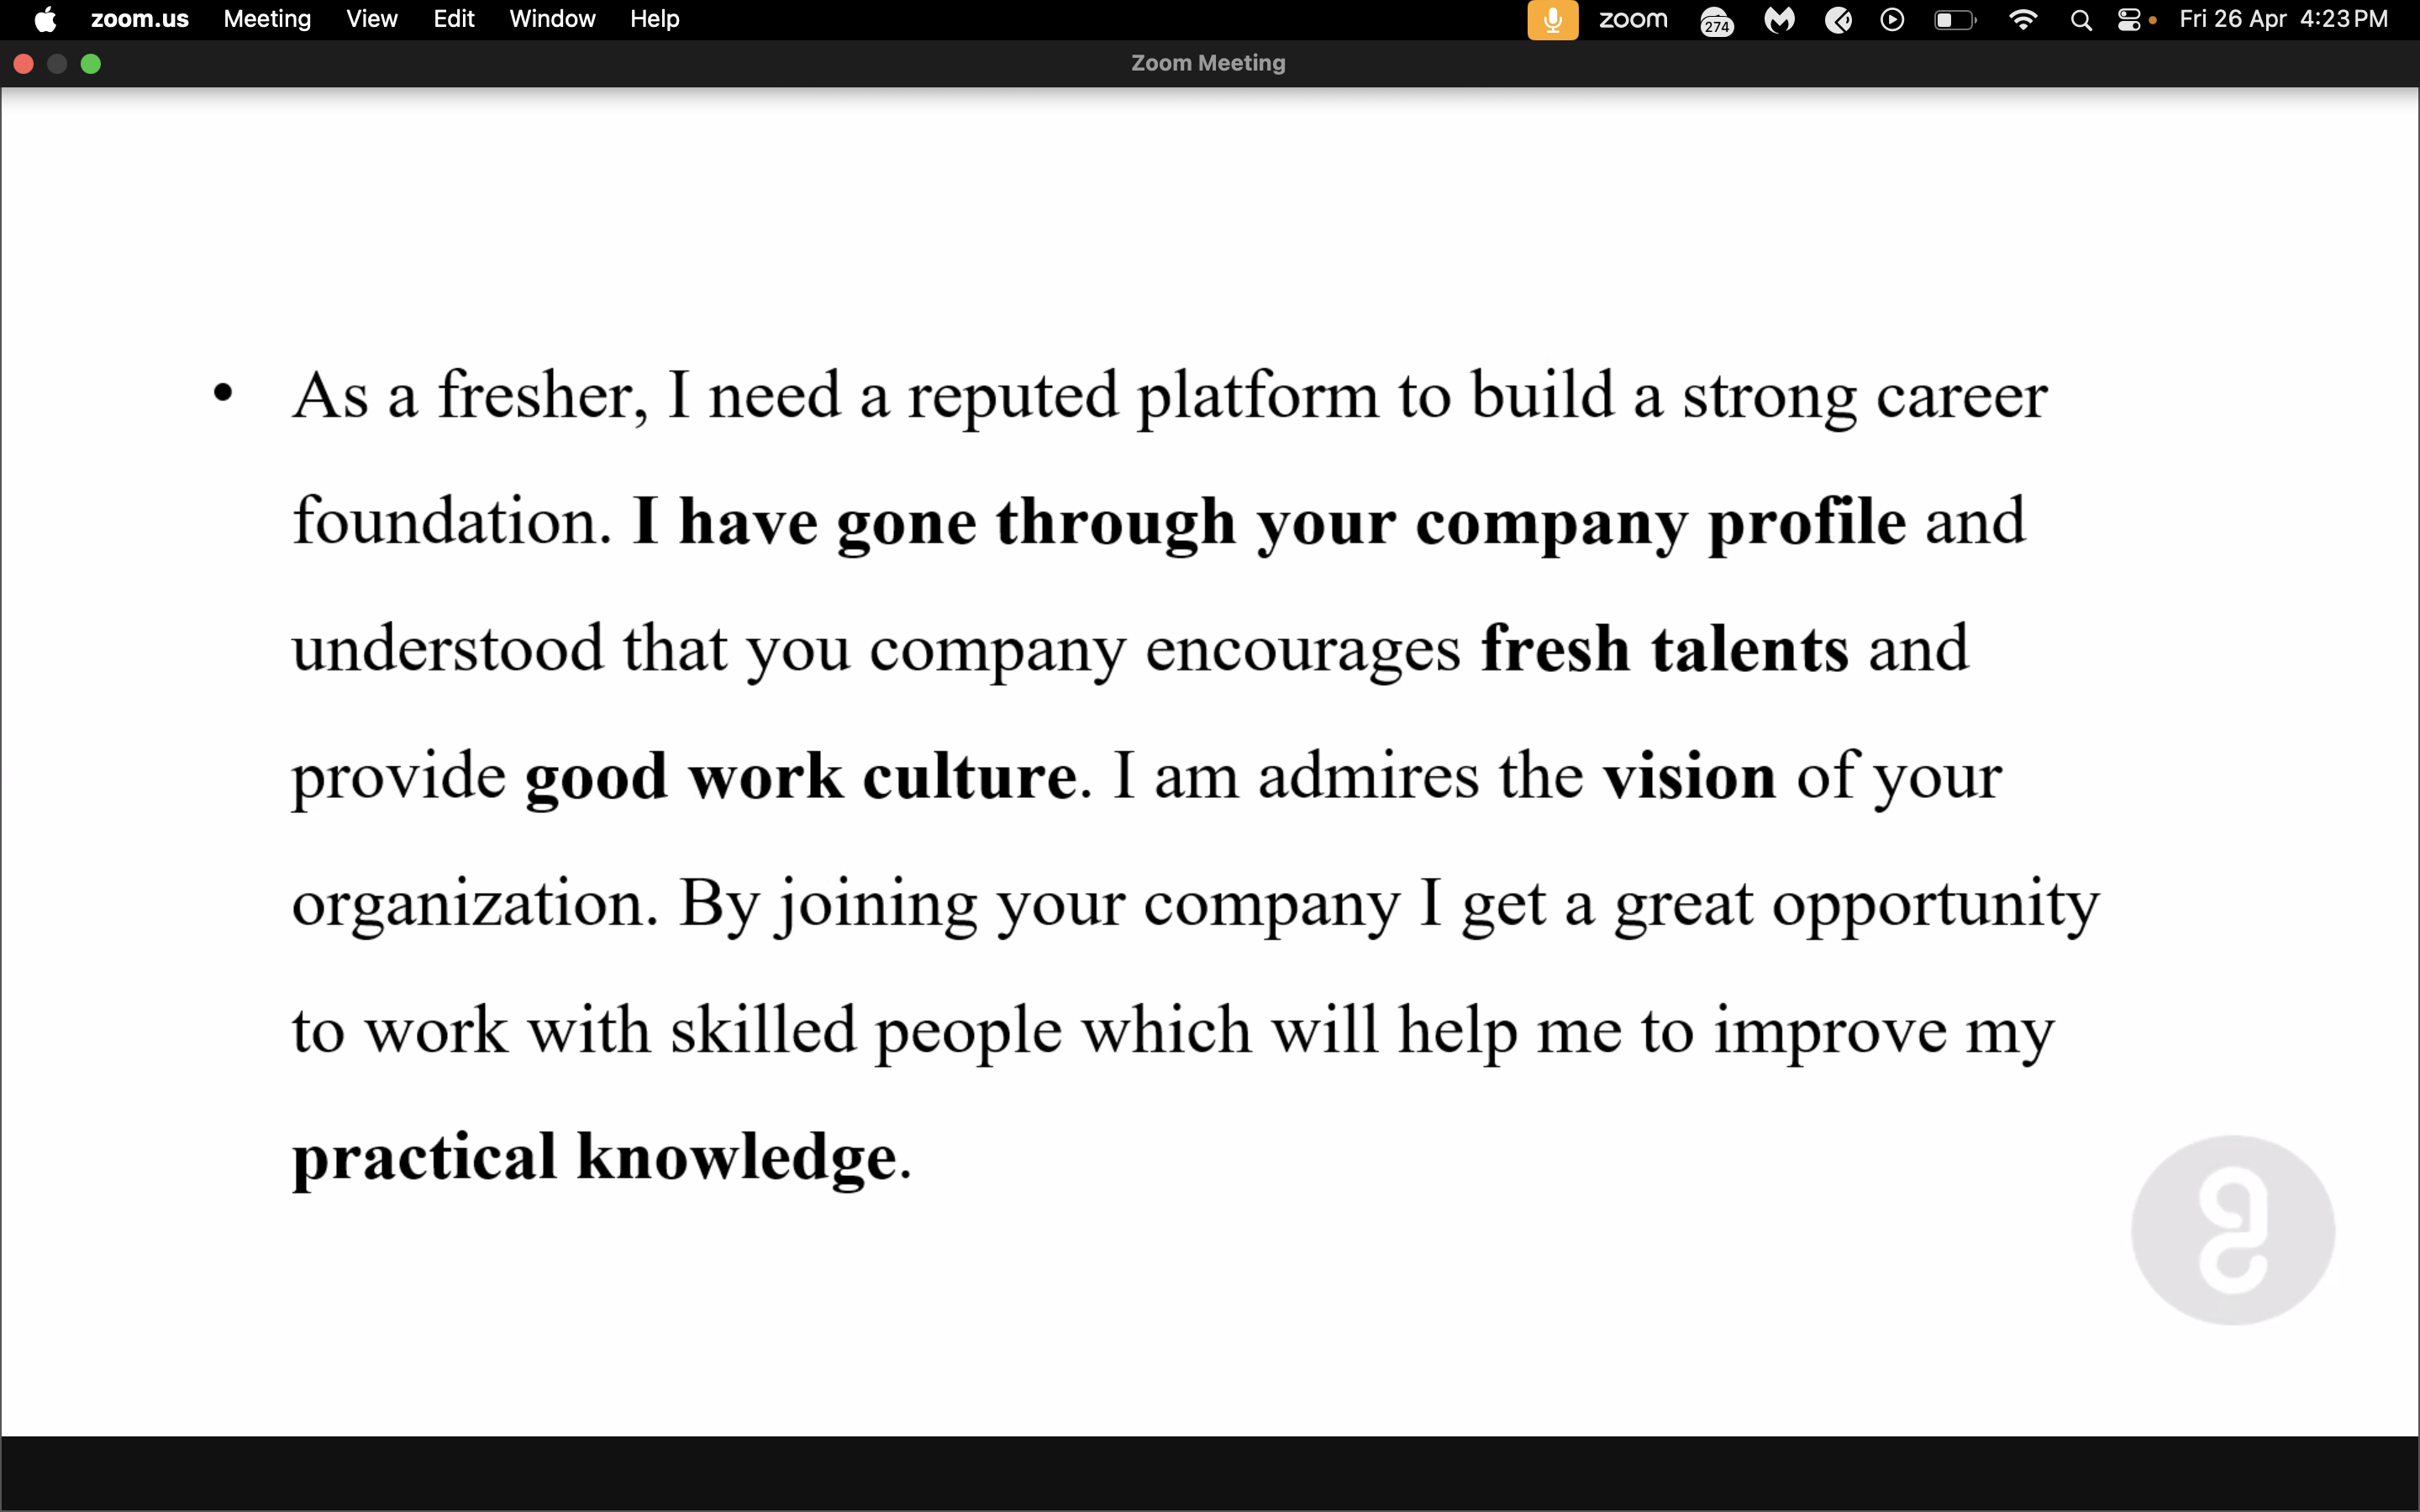 zoom.us Meeting View Edit Window Help zoom 274 Fri 26 Apr 4:23 PM
Zoom Meeting
• As a fresher, I need a reputed platform to build a strong career
foundation. I have gone through your company profile and
understood that you company encourages fresh talents and
provide good work culture. I am admires the vision of your
organization. By joining your company I get a great opportunity
to work with skilled people which will help me to improve my
practical knowledge.